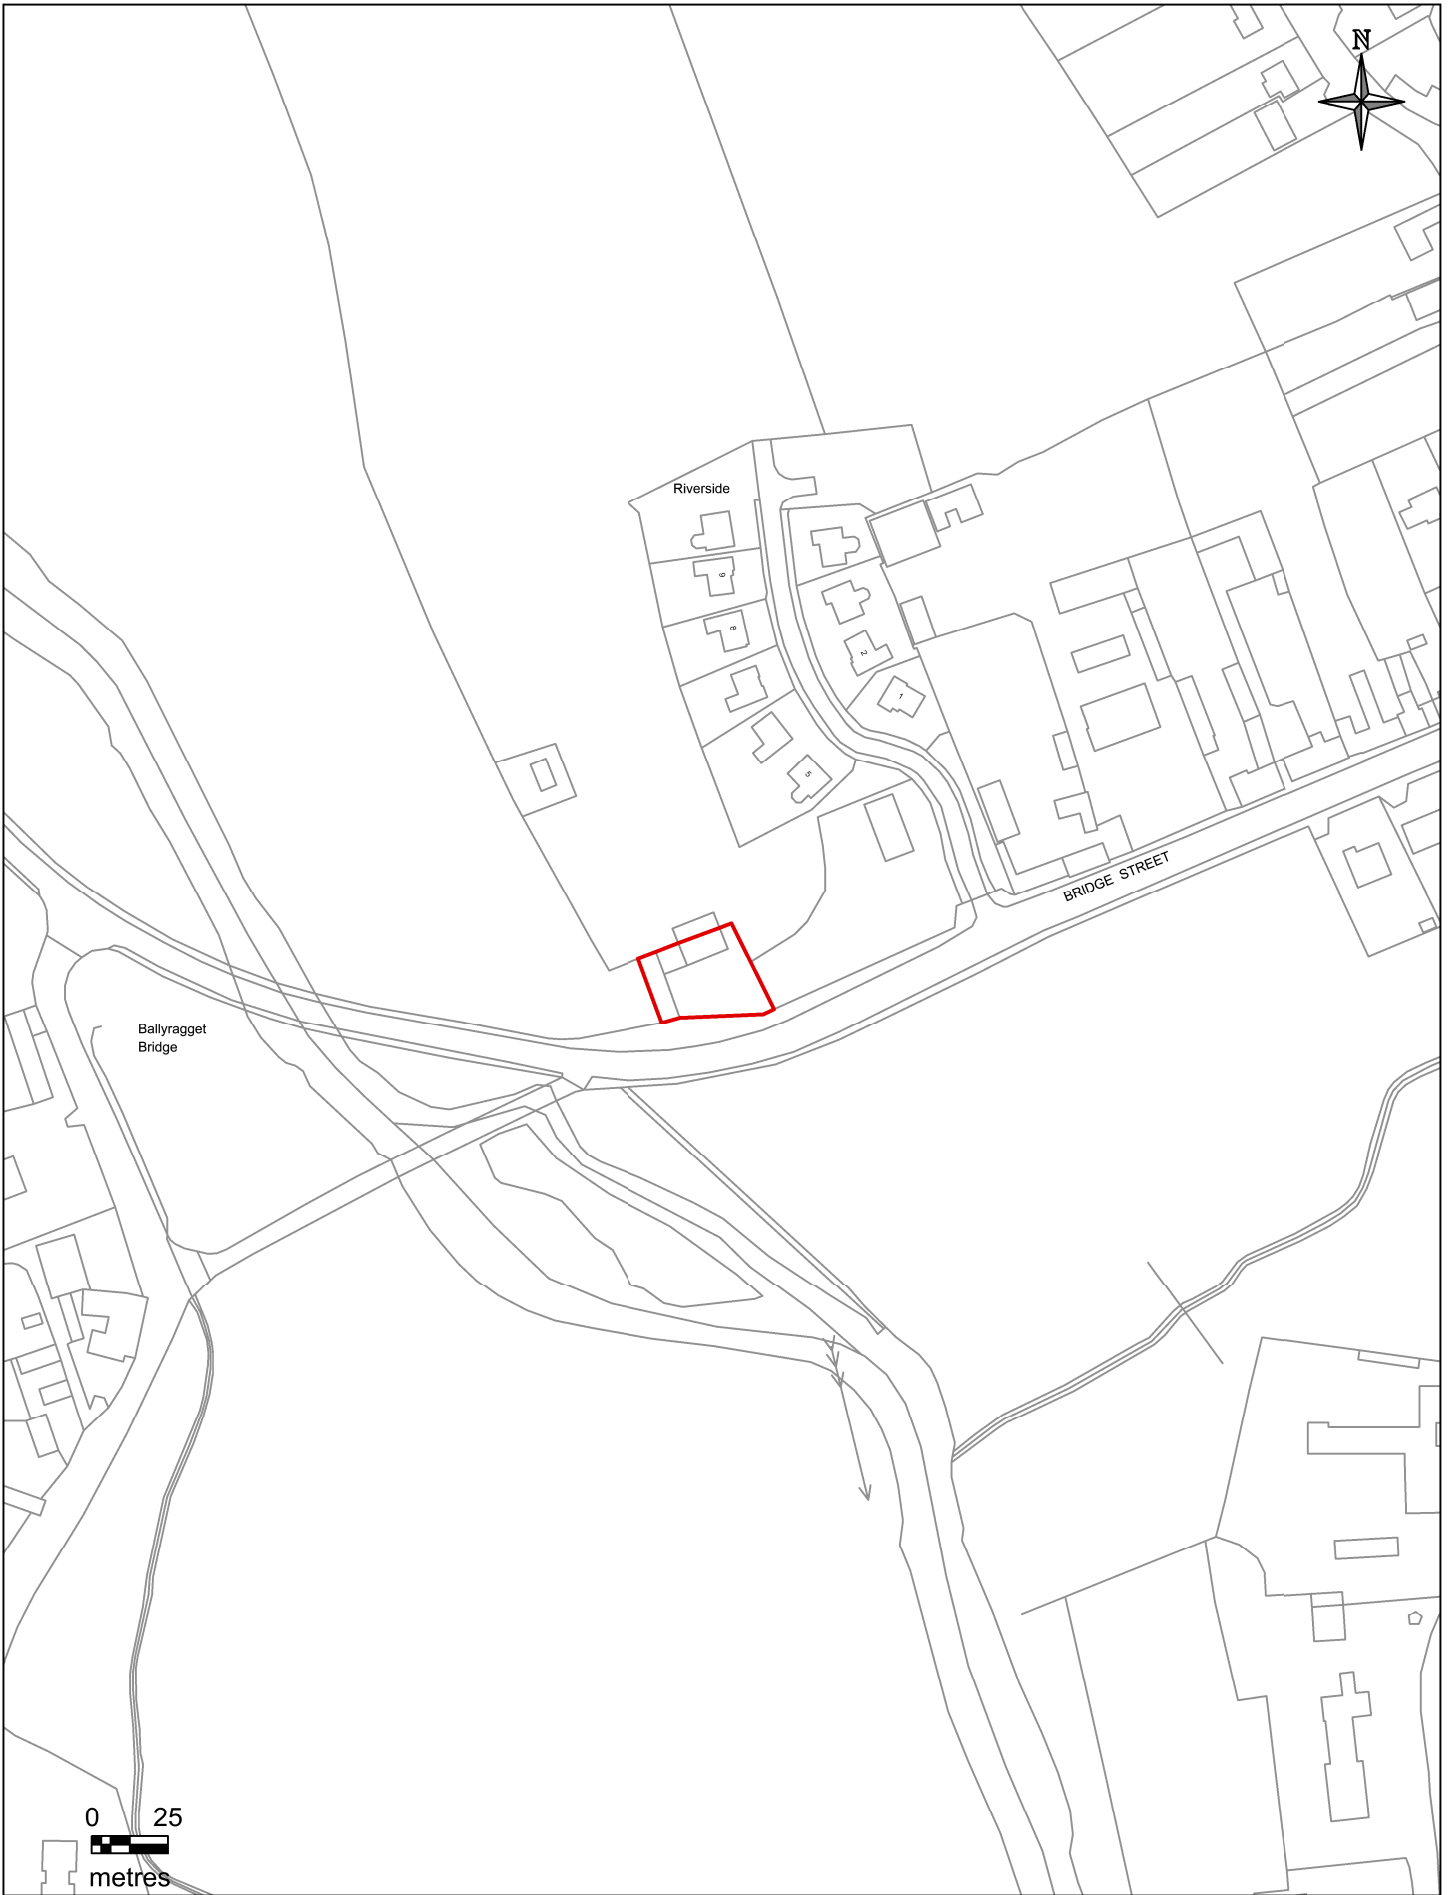 N
Riverside
9
8
2
1
5
BRIDGE STREET
Ballyragget
Bridge
0 25
metres